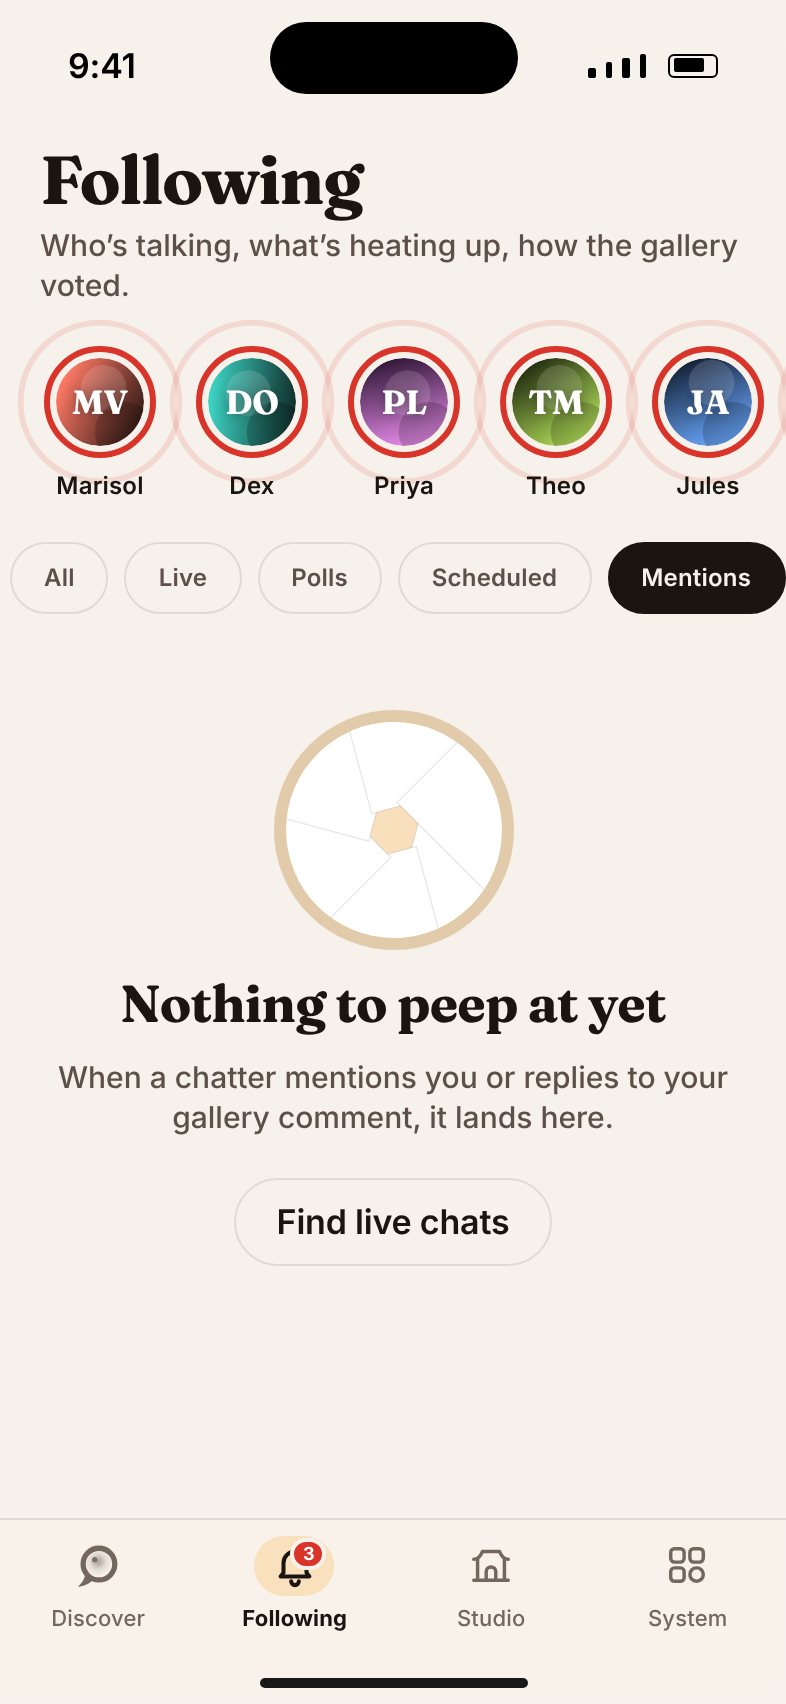 9:41
Following
Who’s talking, what’s heating up, how the gallery
voted.
MV DO PL TM JA
Marisol Dex Priya Theo Jules
All Live Polls Scheduled Mentions
Nothing to peep at yet
When a chatter mentions you or replies to your
gallery comment, it lands here.
Find live chats
3
Discover Following Studio System